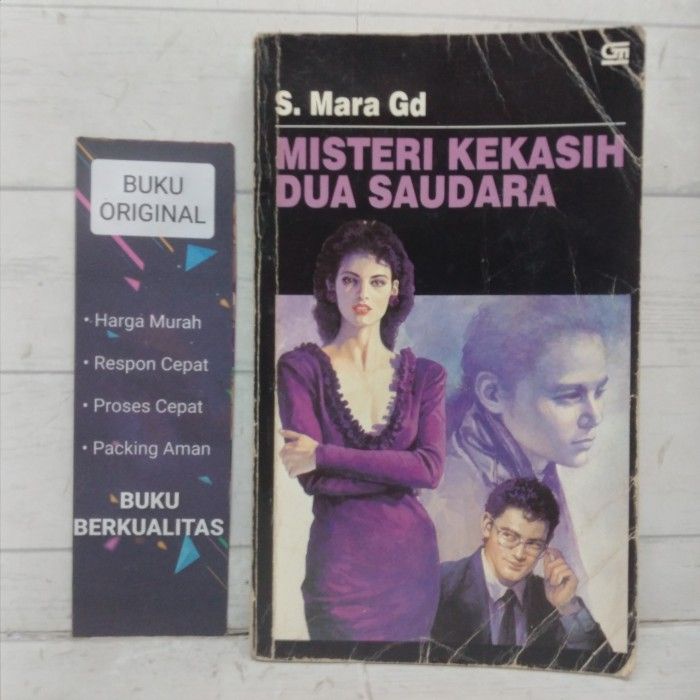 BUKU
ORIGINAL
• Harga Murah
• Respon Cepat
• Proses Cepat
• Packing Aman
BUKU
BERKUALITAS
S. Mara Gd
MISTERI KEKASIH
DUA SAUDARA